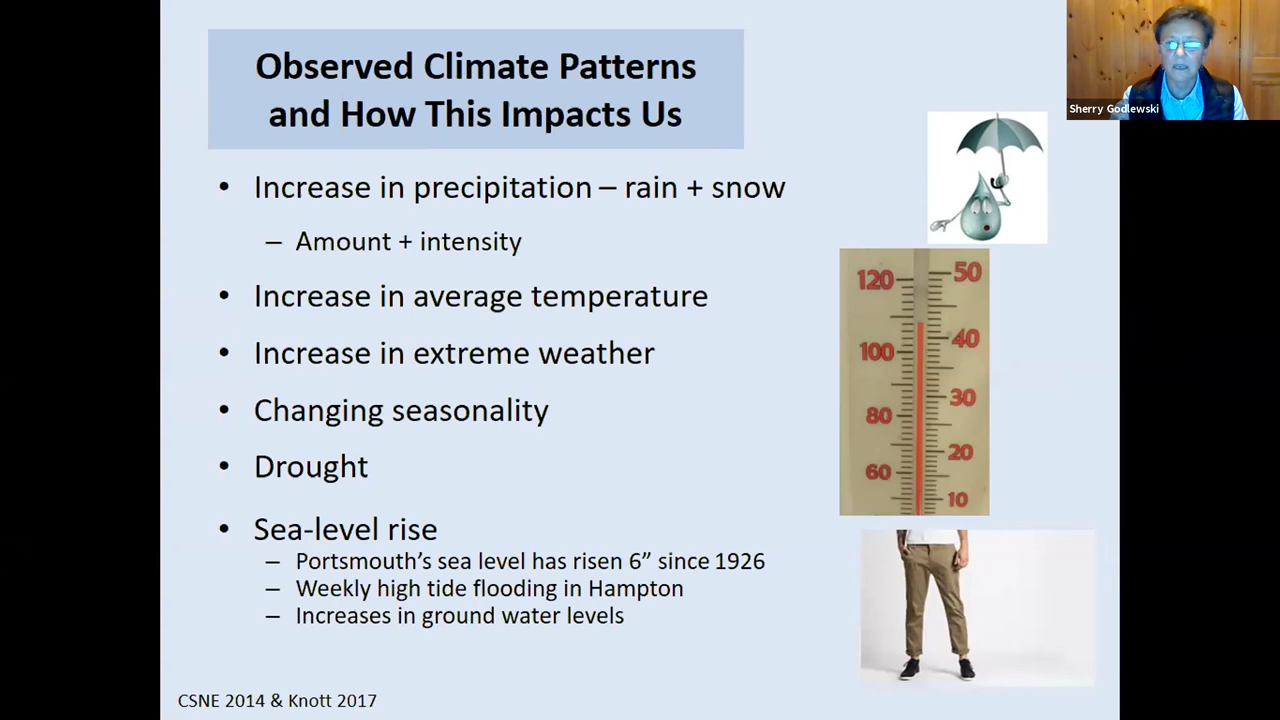 Observed Climate Patterns
and How This Impacts Us
Sherry Godlewski
• Increase in precipitation – rain + snow
– Amount + intensity
• Increase in average temperature
• Increase in extreme weather
• Changing seasonality
• Drought
• Sea-level rise
– Portsmouth’s sea level has risen 6” since 1926
– Weekly high tide flooding in Hampton
– Increases in ground water levels
120 50
100 40
80 30
60 20
10
CSNE 2014 & Knott 2017